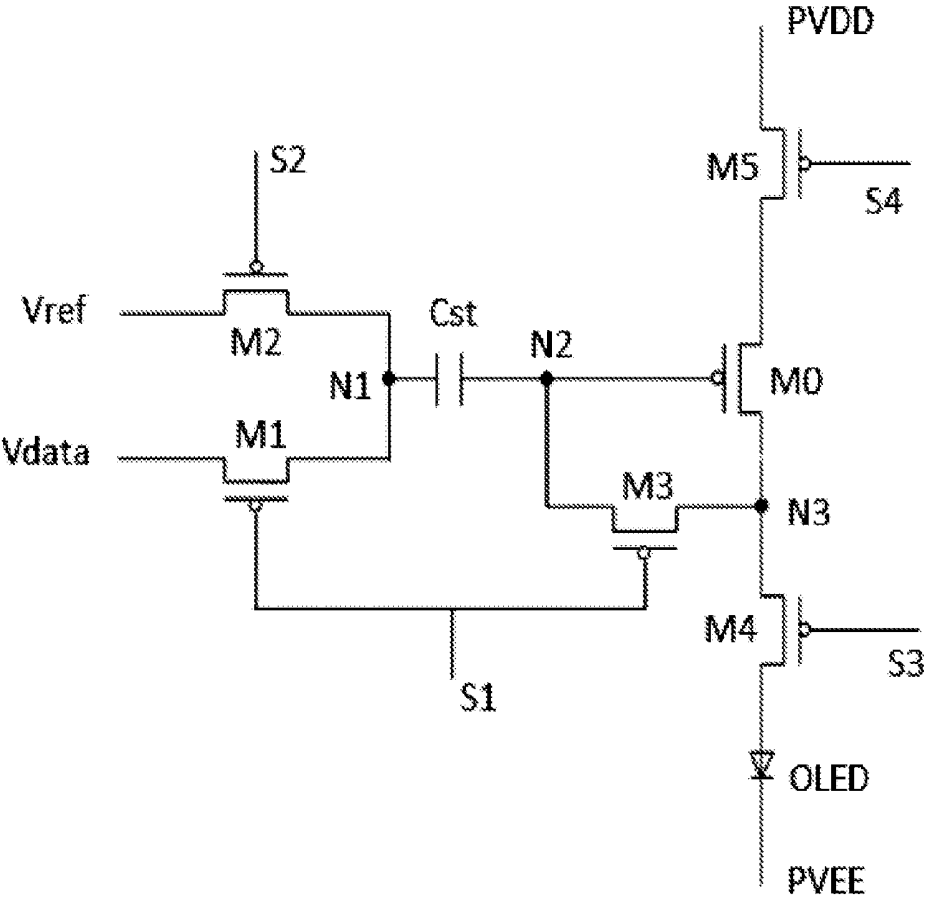 PVDD
S2
M5
S4
Vref
M2
Cst
N2
N1
M0
M1
Vdata
M3
N3
M4
S3
S1
OLED
PVEE